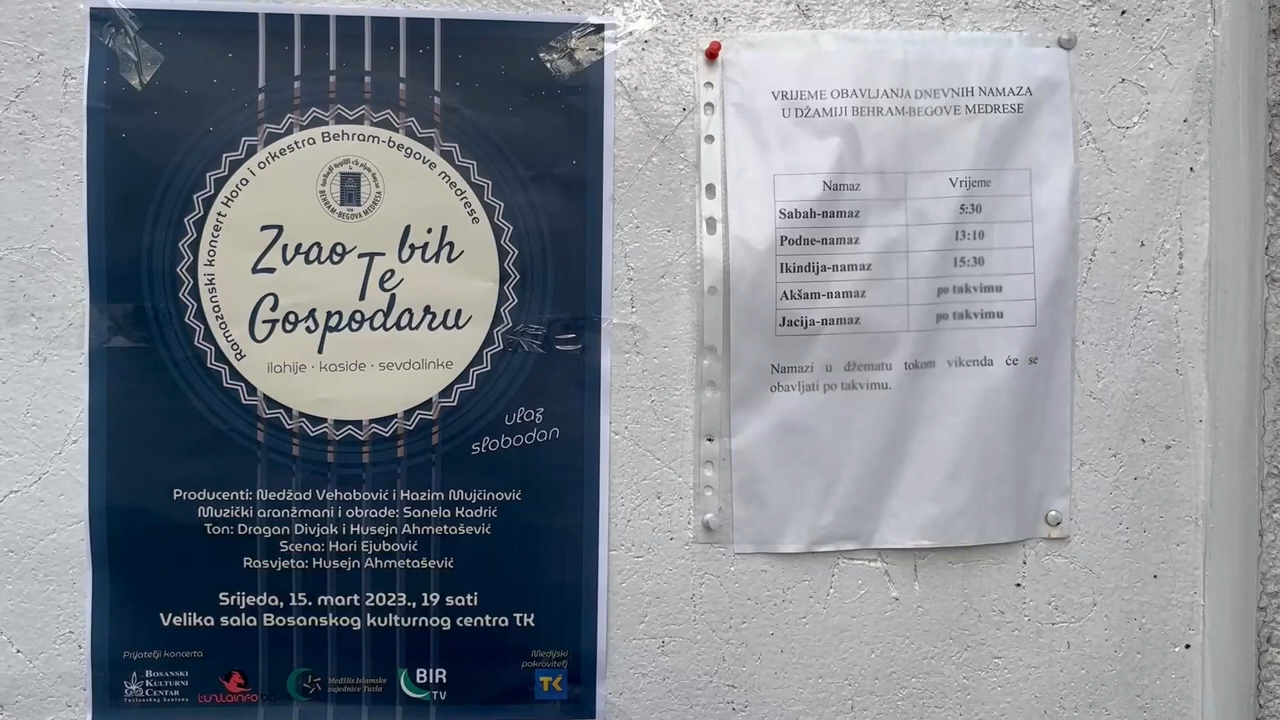 Ramazanski koncert Hora i orkestra Behram-begove medrese
BEHRAM-BEGOVA MEDRESA
Zvao bih
Te
Gospodaru
ilahije · kaside · sevdalinke
ulaz
slobodan
Producenti: Nedžad Vehabović i Hazim Mujčinović
Muzički aranžmani i obrade: Sanela Kadrić
Ton: Dragan Divjak i Husejn Ahmetašević
Scena: Hari Ejubović
Rasvjeta: Husejn Ahmetašević
Srijeda, 15. mart 2023., 19 sati
Velika sala Bosanskog kulturnog centra TK
Prijatelji koncerta
BOSANSKI
KULTURNI
CENTAR
Tuzlanskog kantona
tuzlainfo
Medžlis Islamske
zajednice Tuzla
BIR
TV
Medijski
pokrovitelj
TK
VRIJEME OBAVLJANJA DNEVNIH NAMAZA
U DŽAMIJI BEHRAM-BEGOVE MEDRESE
Namaz Vrijeme
Sabah-namaz 5:30
Podne-namaz 13:10
Ikindija-namaz 15:30
Akšam-namaz po takvimu
Jacija-namaz po takvimu
Namazi u džematu tokom vikenda će se
obavljati po takvimu.